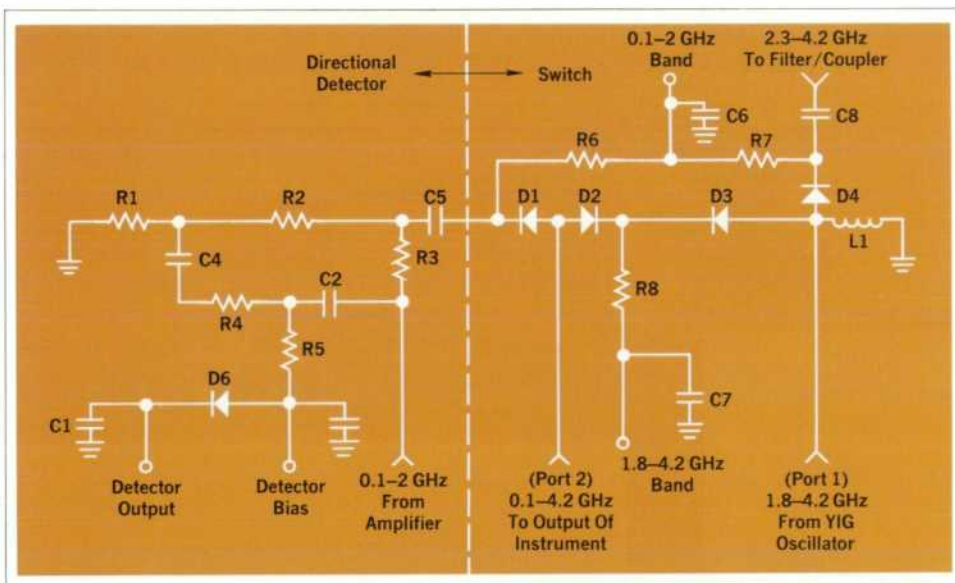 Directional
Detector
Switch
0.1–2 GHz
Band
2.3–4.2 GHz
To Filter/Coupler
C6
C8
R6
R7
R1
R2
C5
D1
D2
D3
D4
L1
R3
C4
C2
R4
R8
R5
D6
C1
C7
Detector
Output
Detector
Bias
0.1–2 GHz
From
Amplifier
(Port 2)
0.1–4.2 GHz
To Output Of
Instrument
1.8–4.2 GHz
Band
(Port 1)
1.8–4.2 GHz
From YIG
Oscillator